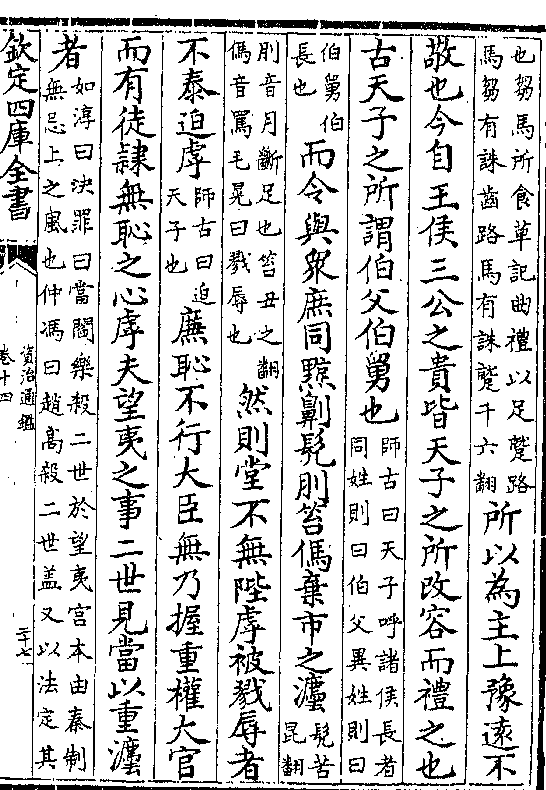 也芻馬所食草記曲禮以足蹙路
馬芻有誅齒路馬有誅蹙千六翻
所以為主上豫遠不
敬也今自王侯三公之貴皆天子之所改容而禮之也
古天子之所謂伯父伯舅也
師古曰天子呼諸侯長者
同姓則曰伯父異姓則曰
伯舅伯
長也
而令與衆庶同黥劓髠刖笞傌棄市之灋
髠苦
昆翻
刖音月斷足也笞丑之翻
傌音罵毛晃曰戮辱也
然則堂不無陛虖被戮辱者
不泰迫虖
師古曰迫
天子也
廉恥不行大臣無乃握重權大官
而有徒隷無恥之心虖夫望夷之事二世見當以重灋
者
如淳曰決罪曰當閻樂殺二世於望夷宫本由秦制
無忌上之風也仲馮曰趙高殺二世盖又以法定其
欽定四庫全書
資治通鑑
卷十四
二十七